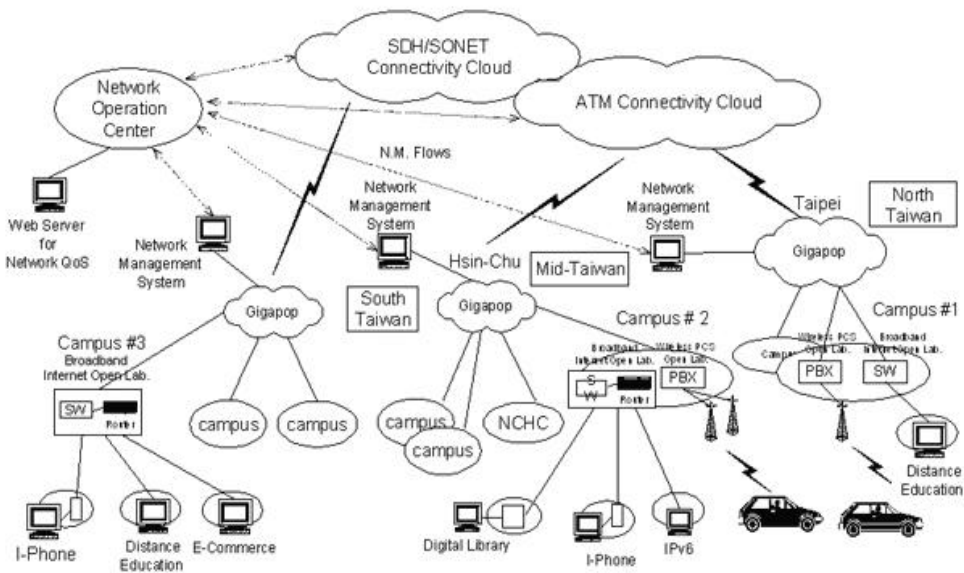 SDH/SONET
Connectivity Cloud
ATM Connectivity Cloud
Network
Operation
Center
N.M. Flows
Web Server
for
Network QoS
Network
Management
System
Network
Management
System
Network
Management
System
Taipei
North
Taiwan
Gigapop
Hsin-Chu
Mid-Taiwan
Gigapop
South
Taiwan
Gigapop
Campus #3
Broadband
Internet Open Lab.
SW
Router
campus
campus
campus
campus
NCHC
Campus # 2
Broadband
Internet Open Lab.
Wireless PCS
Open Lab.
S
W
Router
PBX
Campus #1
Campus
Wireless PCS
Open Lab.
Broadband
Internet Open Lab.
PBX
SW
Distance
Education
I-Phone
Distance
Education
E-Commerce
Digital Library
I-Phone
IPv6